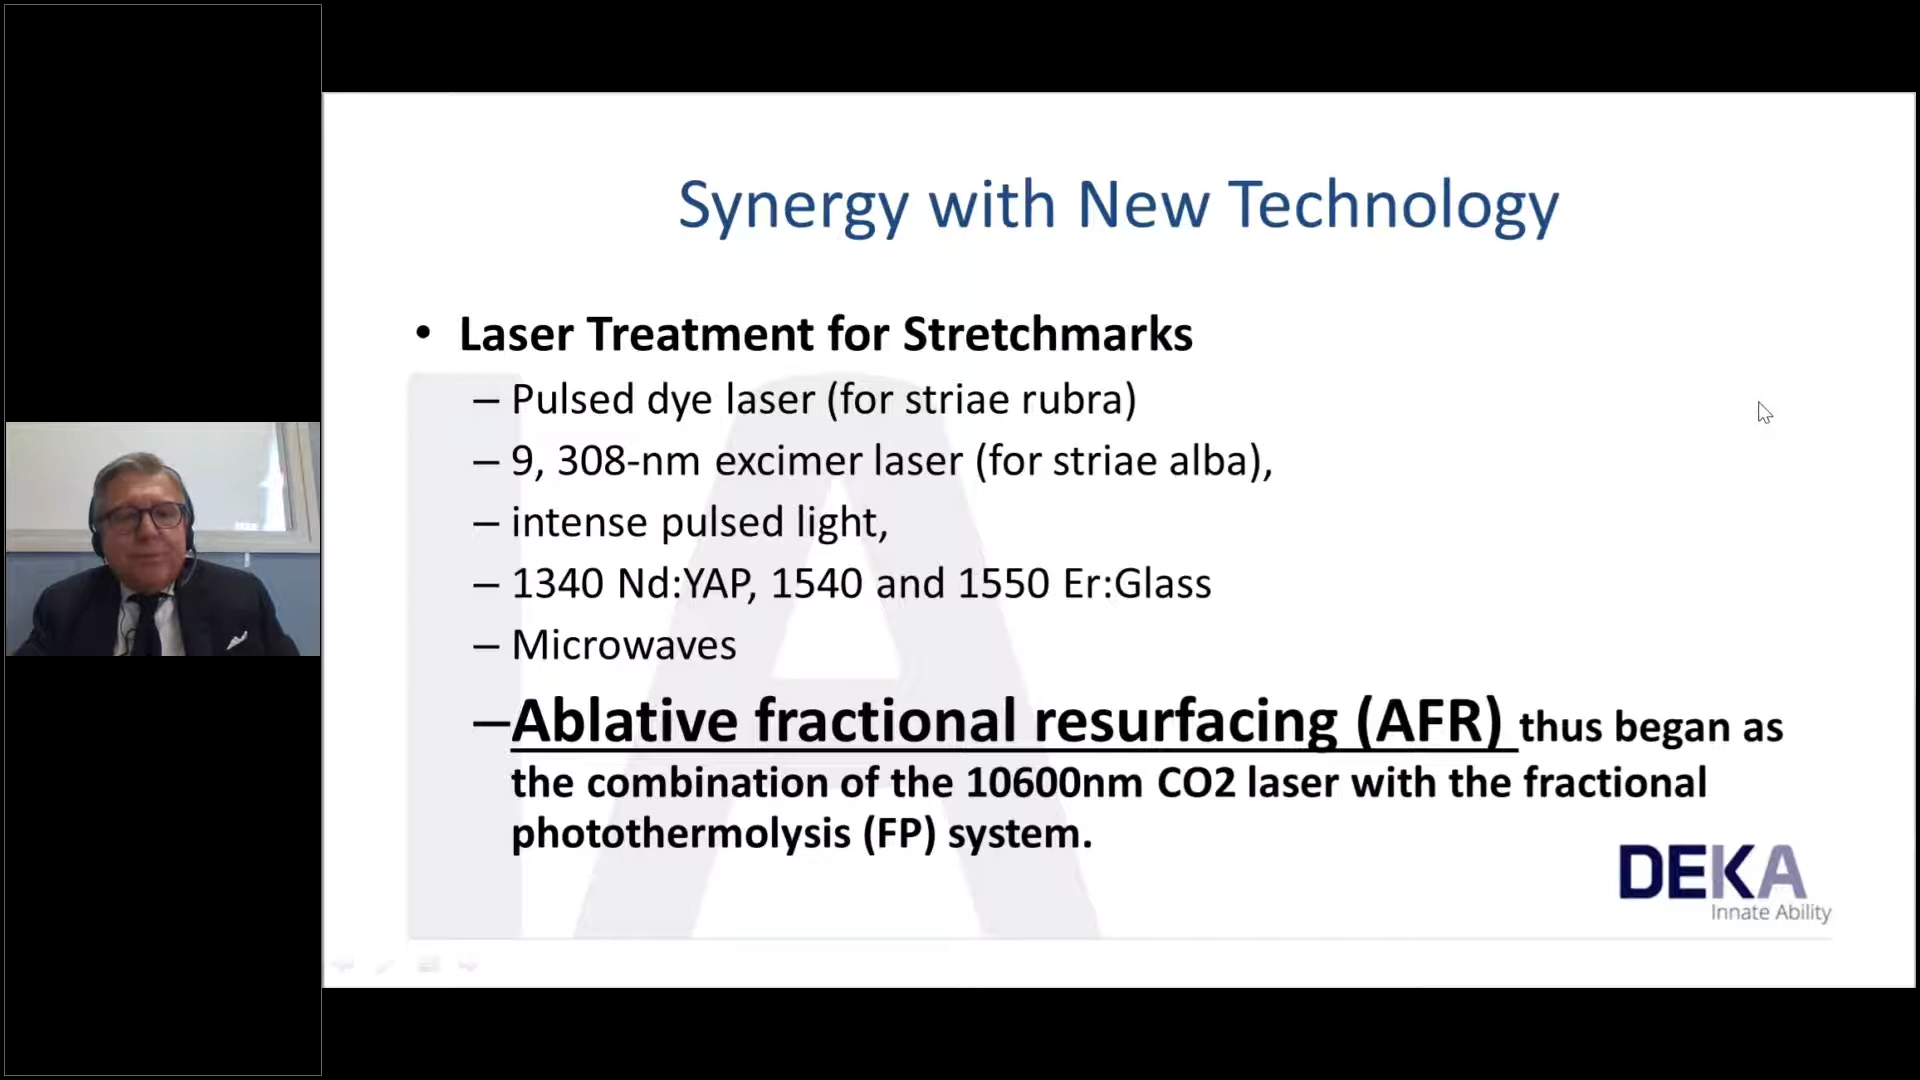 Synergy with New Technology
• Laser Treatment for Stretchmarks
– Pulsed dye laser (for striae rubra)
– 9, 308-nm excimer laser (for striae alba),
– intense pulsed light,
– 1340 Nd:YAP, 1540 and 1550 Er:Glass
– Microwaves
–Ablative fractional resurfacing (AFR) thus began as
the combination of the 10600nm CO2 laser with the fractional
photothermolysis (FP) system.
DEKA
Innate Ability